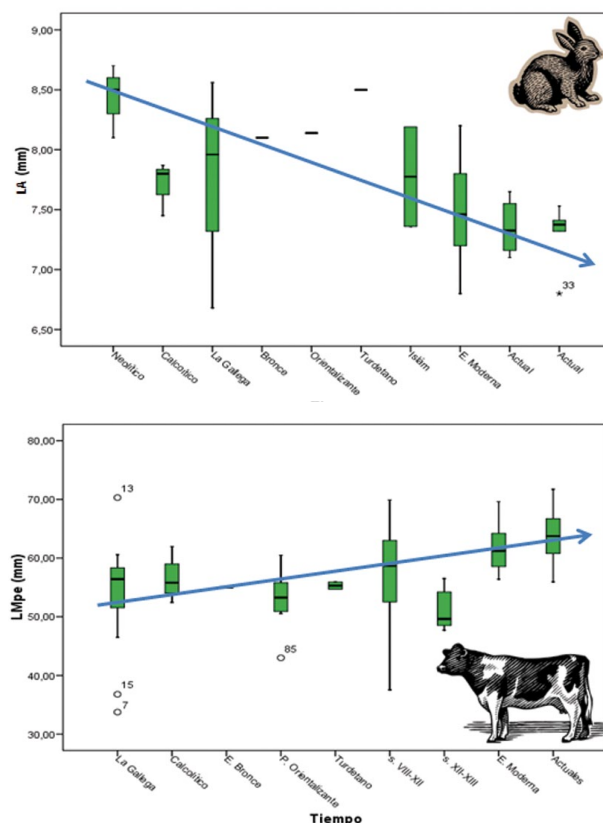 9,00
8,50
8,00
7,50
7,00
6,50
LA (mm)
33
Neolítico
Calcolítico
La Gallega
Bronce
Orientalizante
Turdetano
Islám
E. Moderna
Actual
Actual
80,00
70,00
60,00
50,00
40,00
30,00
LMpe (mm)
13
15
7
85
La Gallega
Calcolítico
E. Bronce
P. Orientalizante
Turdetano
s. VIII-XII
s. XII-XIII
E. Moderna
Actuales
Tiempo